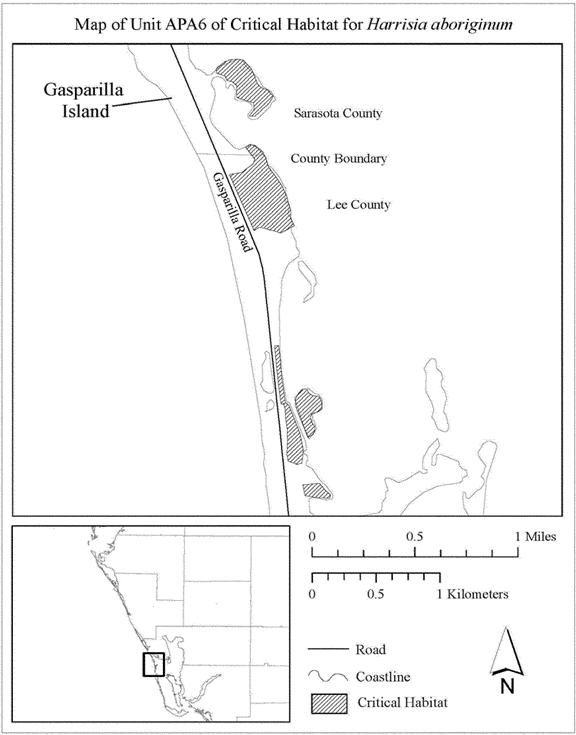 Map of Unit APA6 of Critical Habitat for Harrisia aboriginum
Gasparilla
Island
Sarasota County
County Boundary
Lee County
Gasparilla Road
0 0.5 1 Miles
0 0.5 1 Kilometers
Road
Coastline
Critical Habitat
N